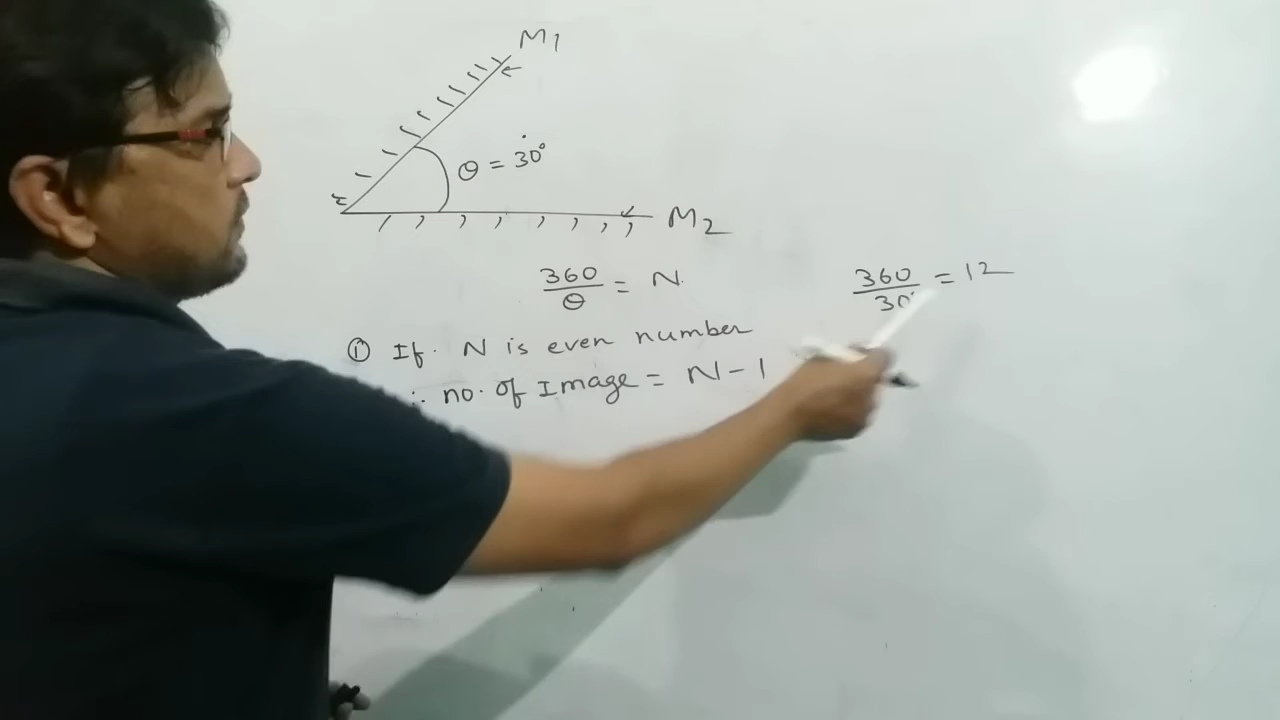 M1
θ = 30°
M2
360/θ = N
360/30° = 12
① If N is even number
∴ no. of Image = N - 1